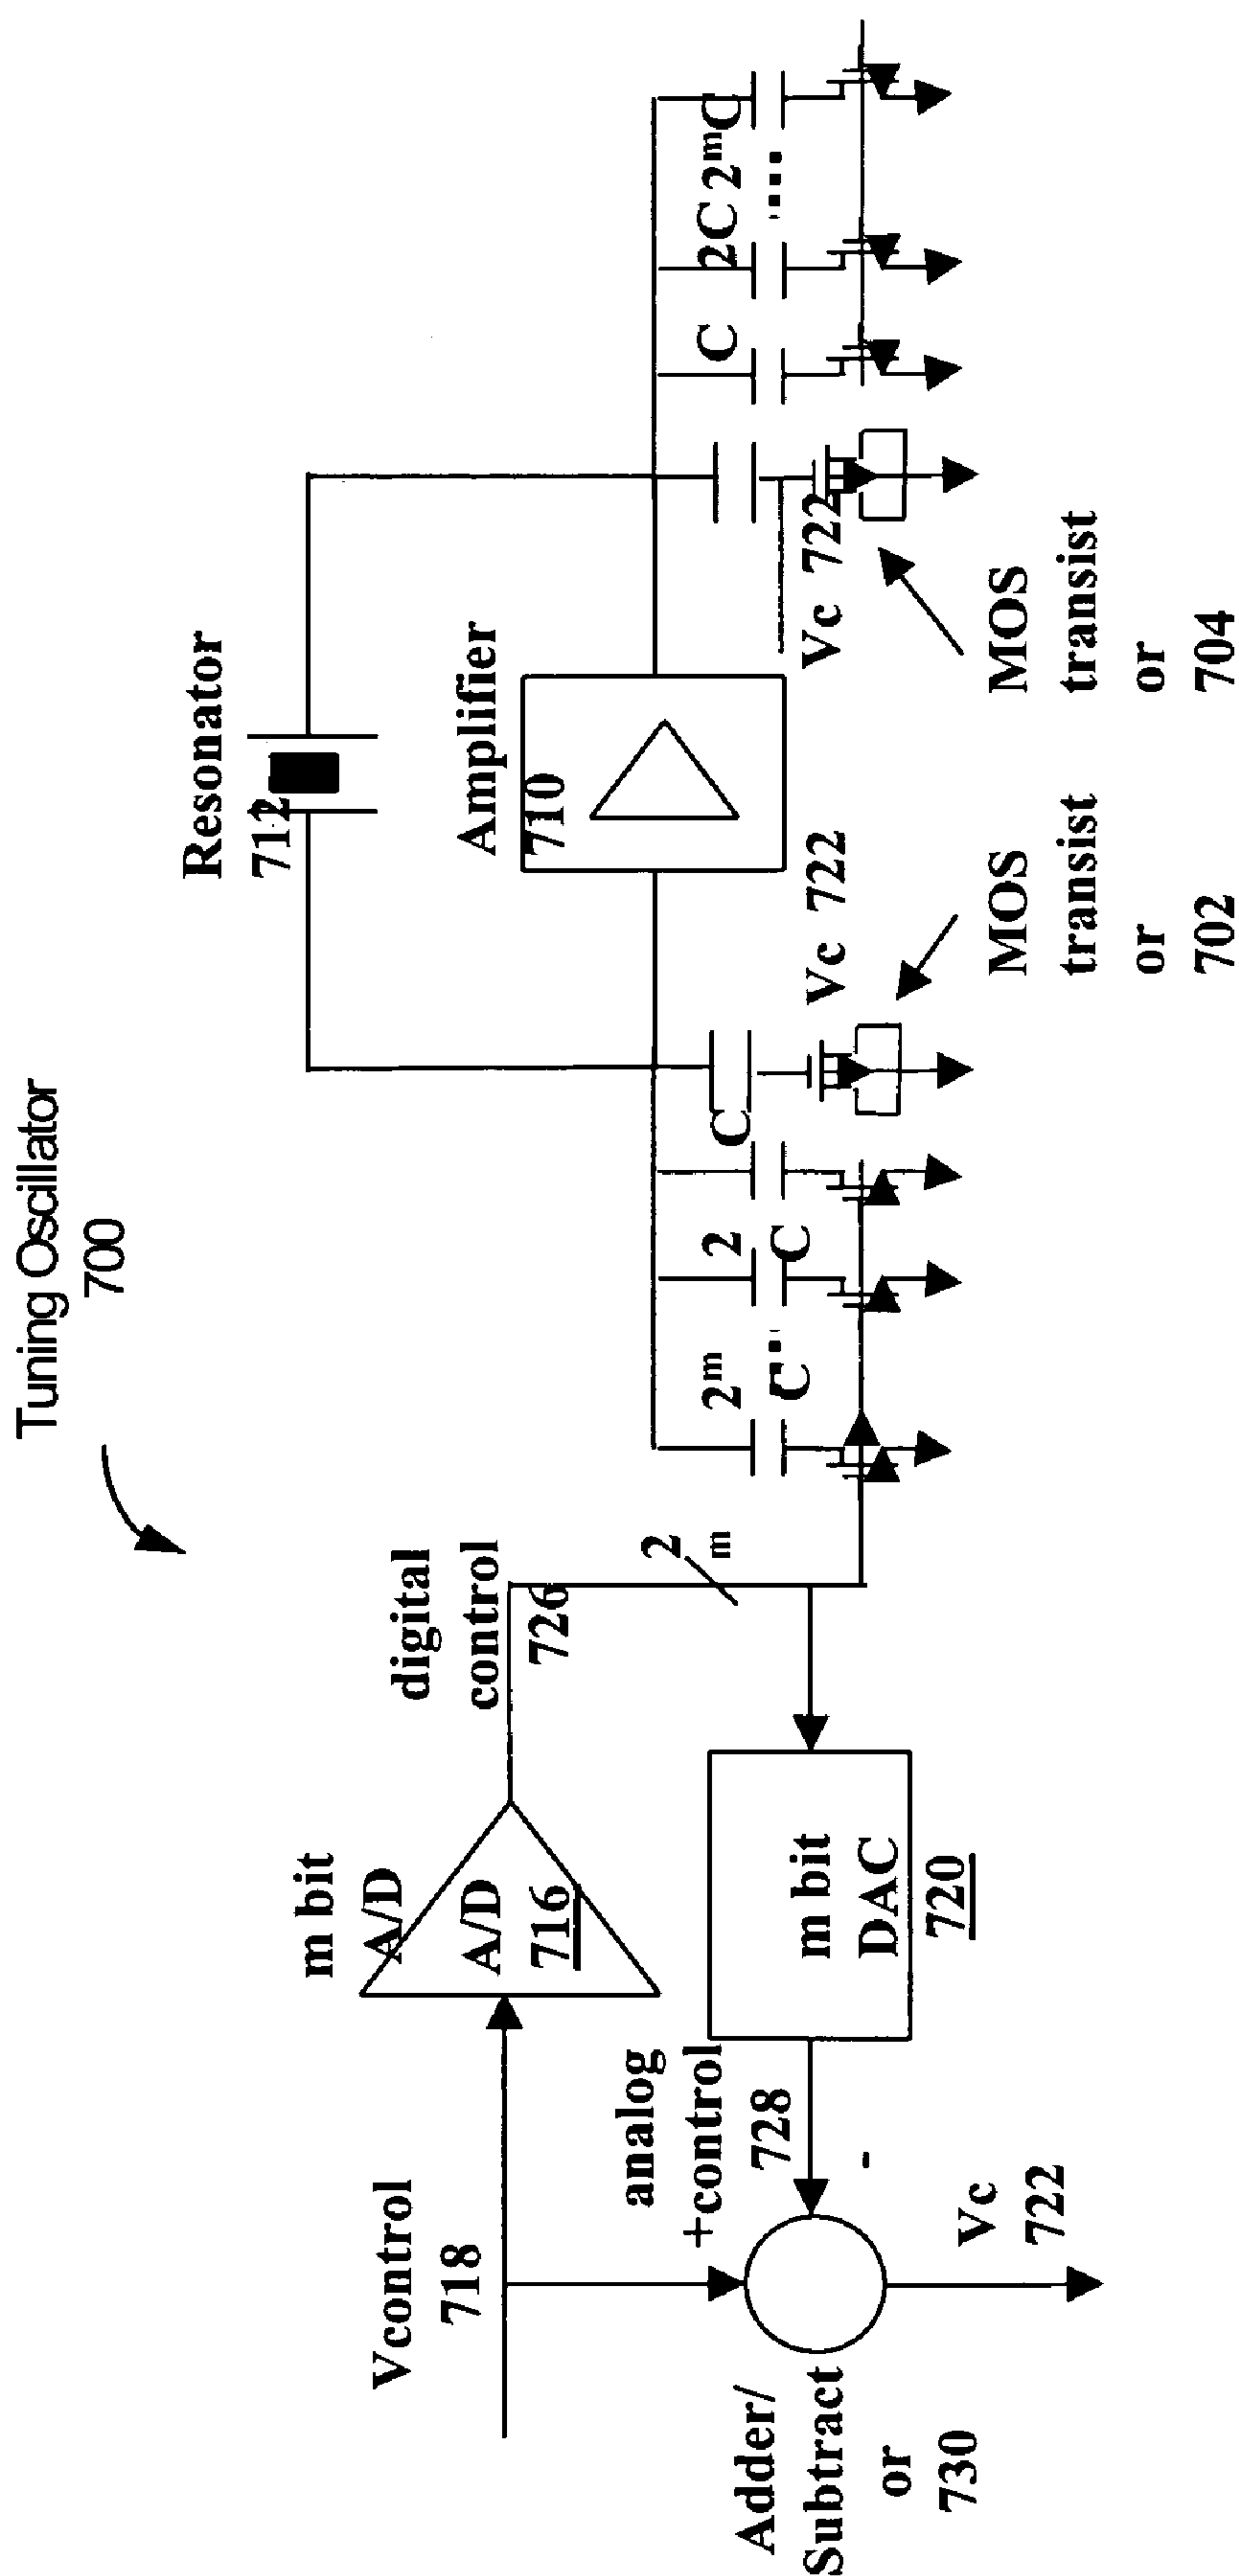 Tuning Oscillator
700
Resonator
712
Amplifier
710
Vcontrol
718
m bit
A/D
A/D
716
digital
control
726
2
m
analog
+control
728
-
m bit
DAC
720
Adder/
Subtract
or
730
Vc
722
2m
C
2
C
C
Vc 722
MOS
transist
or
702
Vc 722
MOS
transist
or
704
C
2C
2mC